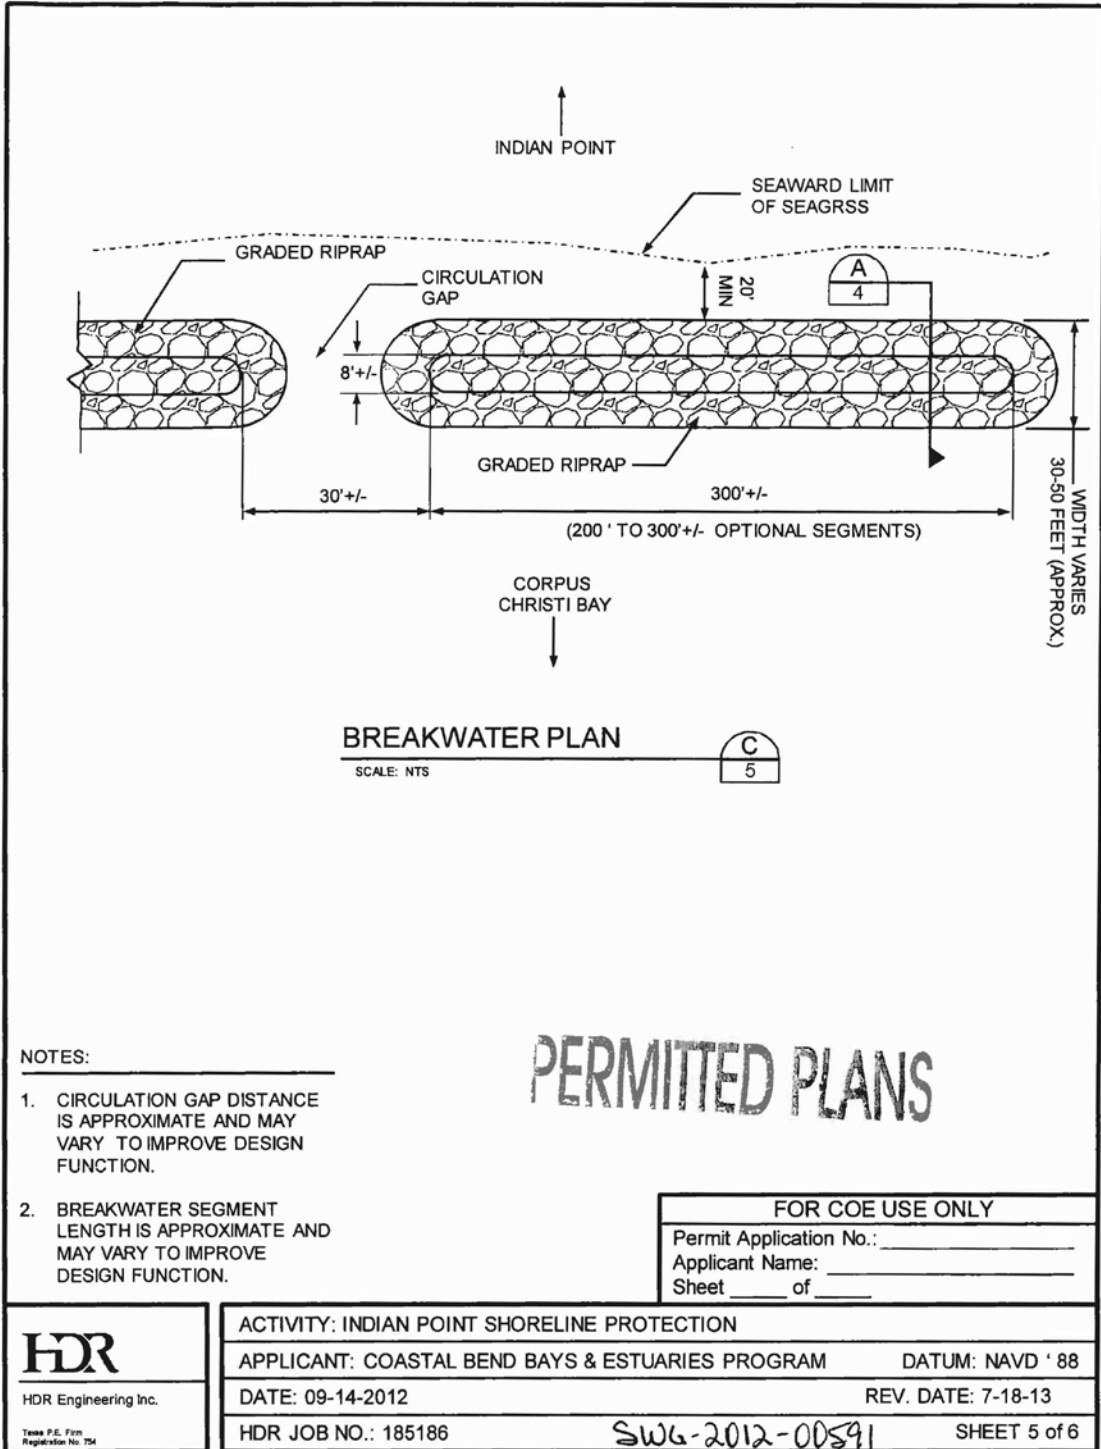 INDIAN POINT
SEAWARD LIMIT
OF SEAGRSS
GRADED RIPRAP
CIRCULATION
GAP
20'
MIN
A
4
8'+/-
GRADED RIPRAP
30'+/-
300'+/-
(200 ' TO 300'+/- OPTIONAL SEGMENTS)
WIDTH VARIES
30-50 FEET (APPROX.)
CORPUS
CHRISTI BAY
BREAKWATER PLAN
SCALE: NTS
C
5
PERMITTED PLANS
NOTES:
1. CIRCULATION GAP DISTANCE
IS APPROXIMATE AND MAY
VARY TO IMPROVE DESIGN
FUNCTION.
2. BREAKWATER SEGMENT
LENGTH IS APPROXIMATE AND
MAY VARY TO IMPROVE
DESIGN FUNCTION.
FOR COE USE ONLY
Permit Application No.:
Applicant Name:
Sheet of
HDR
HDR Engineering Inc.
Texas P.E. Firm
Registration No. 754
ACTIVITY: INDIAN POINT SHORELINE PROTECTION
APPLICANT: COASTAL BEND BAYS & ESTUARIES PROGRAM DATUM: NAVD ' 88
DATE: 09-14-2012 REV. DATE: 7-18-13
HDR JOB NO.: 185186 SWG-2012-00591 SHEET 5 of 6